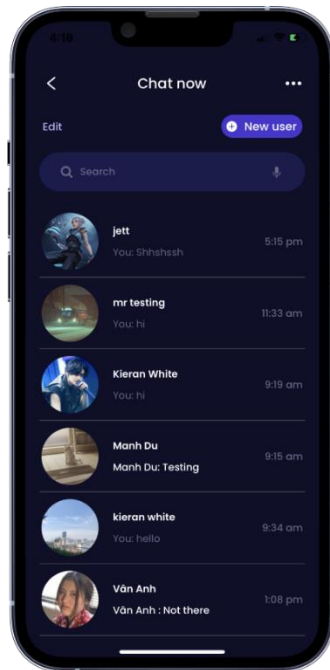 4:18
Chat now
Edit
New user
Search
jett
You: Shhshssh
5:15 pm
mr testing
You: hi
11:33 am
Kieran White
You: hi
9:19 am
Manh Du
Manh Du: Testing
9:15 am
kieran white
You: hello
9:34 am
Vân Anh
Vân Anh : Not there
1:08 pm